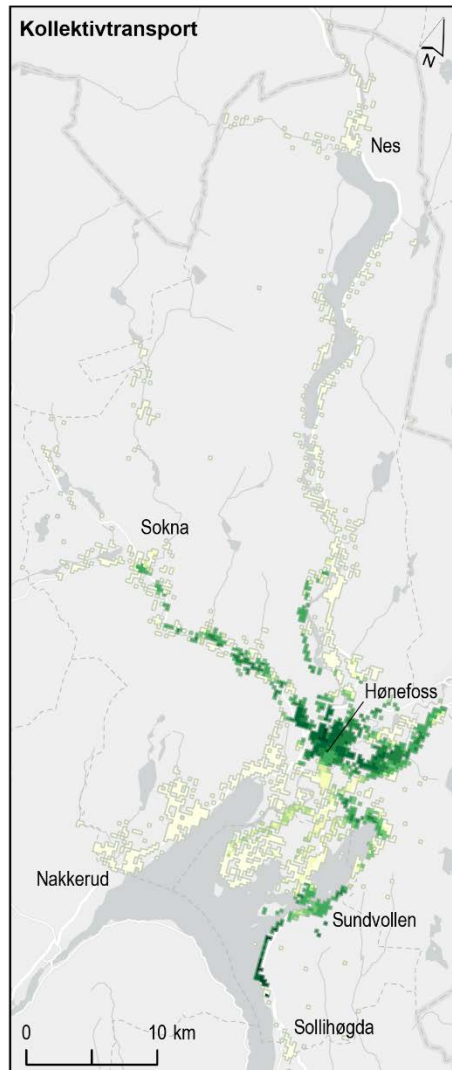 Kollektivtransport
N
Nes
Sokna
Hønefoss
Nakkerud
Sundvollen
Sollihøgda
0 10 km